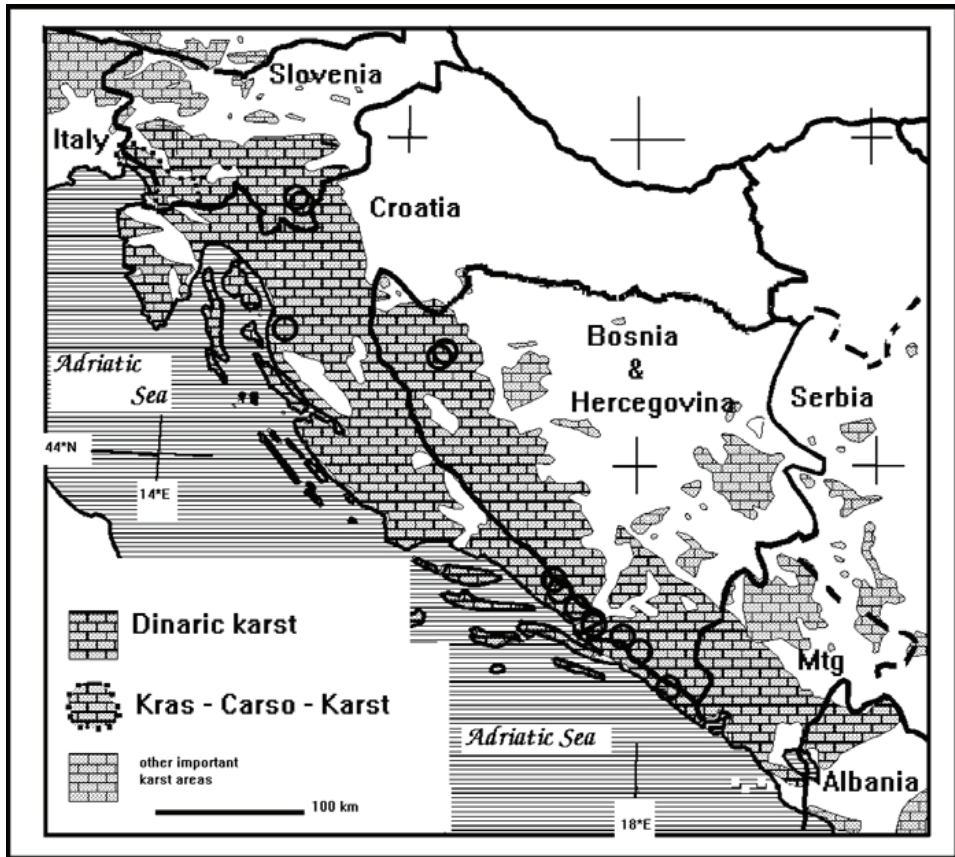 Slovenia
Italy
Croatia
Bosnia
&
Hercegovina
Serbia
Adriatic
Sea
44*N
14*E
Dinaric karst
Mtg
Kras - Carso - Karst
Adriatic Sea
other important
karst areas
Albania
100 km
18*E